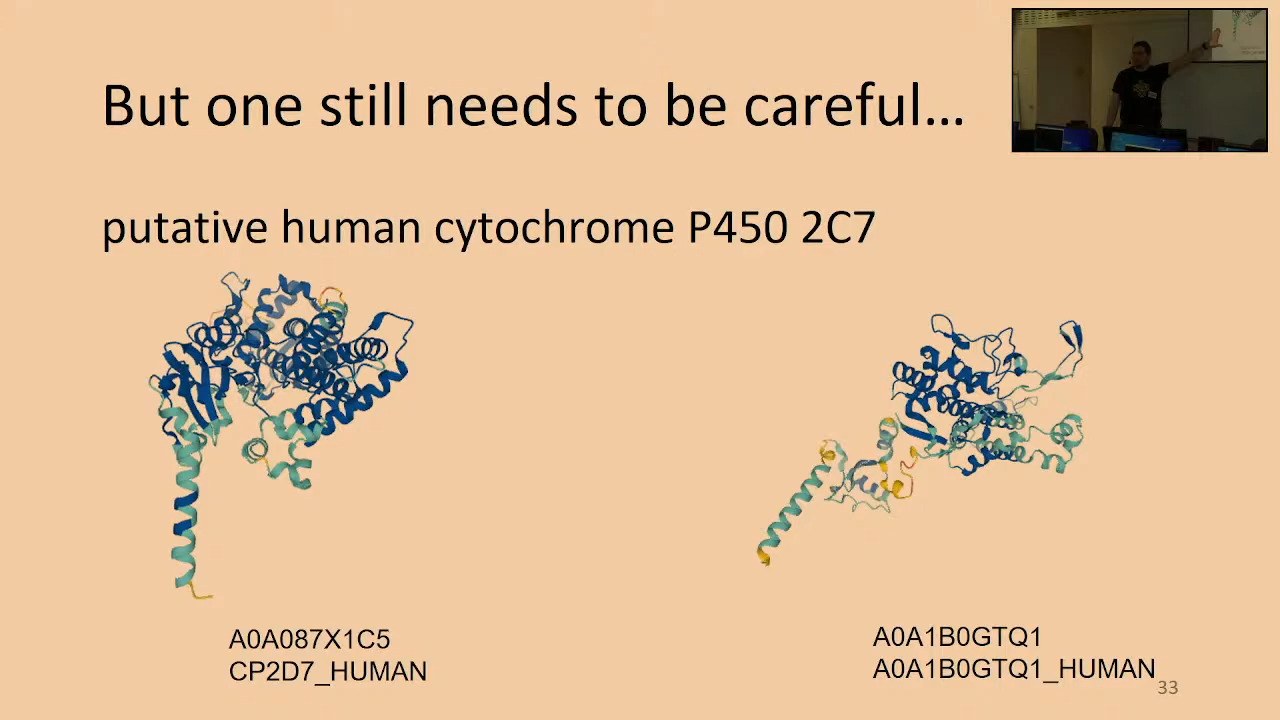 But one still needs to be careful…
putative human cytochrome P450 2C7
A0A087X1C5
CP2D7_HUMAN
A0A1B0GTQ1
A0A1B0GTQ1_HUMAN
33